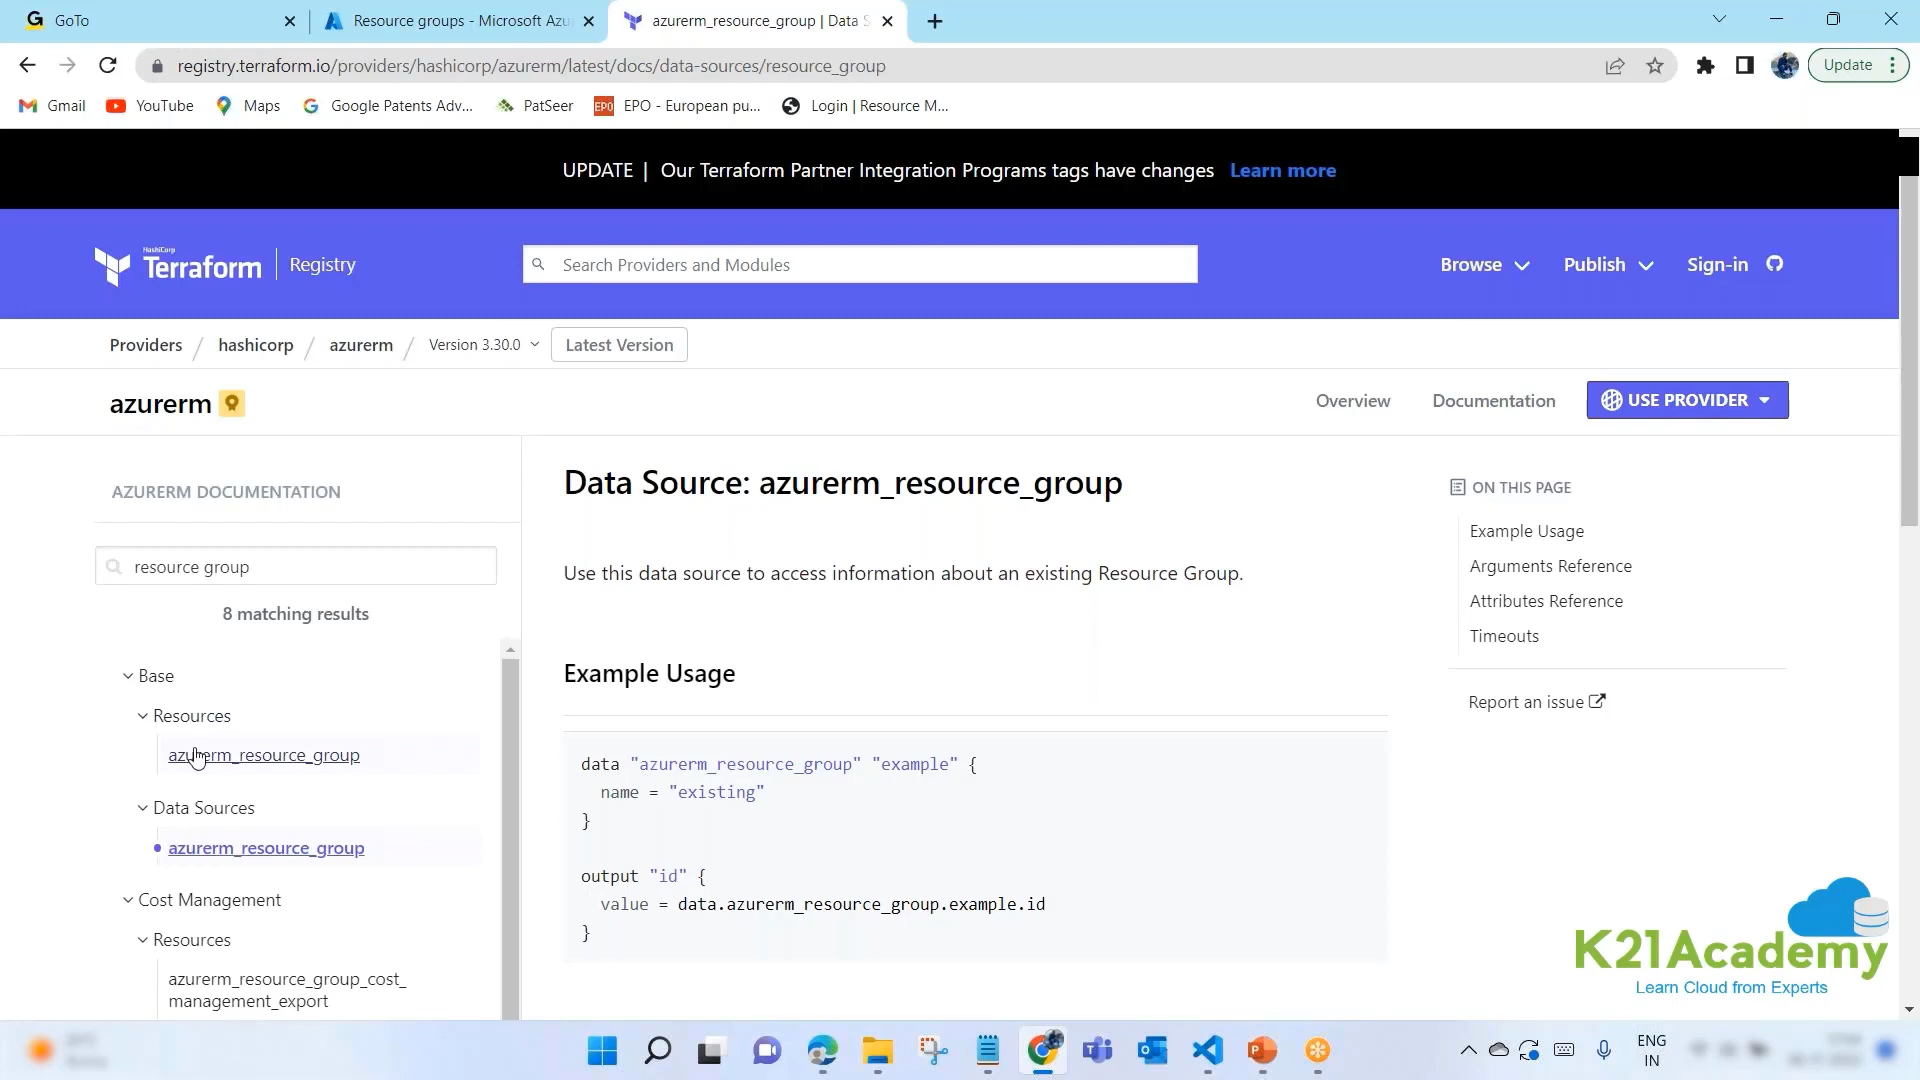 GoTo
Resource groups - Microsoft Azu
azurerm_resource_group | Data S
registry.terraform.io/providers/hashicorp/azurerm/latest/docs/data-sources/resource_group
Update
Gmail
YouTube
Maps
Google Patents Adv...
PatSeer
EPO
EPO - European pu...
Login | Resource M...
UPDATE | Our Terraform Partner Integration Programs tags have changes Learn more
HashiCorp
Terraform
Registry
Search Providers and Modules
Browse
Publish
Sign-in
Providers / hashicorp / azurerm / Version 3.30.0
Latest Version
azurerm
Overview
Documentation
USE PROVIDER
AZURERM DOCUMENTATION
resource group
8 matching results
Base
Resources
azurerm_resource_group
Data Sources
azurerm_resource_group
Cost Management
Resources
azurerm_resource_group_cost_
management_export
Data Source: azurerm_resource_group
Use this data source to access information about an existing Resource Group.
Example Usage
data "azurerm_resource_group" "example" {
name = "existing"
}
output "id" {
value = data.azurerm_resource_group.example.id
}
ON THIS PAGE
Example Usage
Arguments Reference
Attributes Reference
Timeouts
Report an issue
K21Academy
Learn Cloud from Experts
ENG
IN